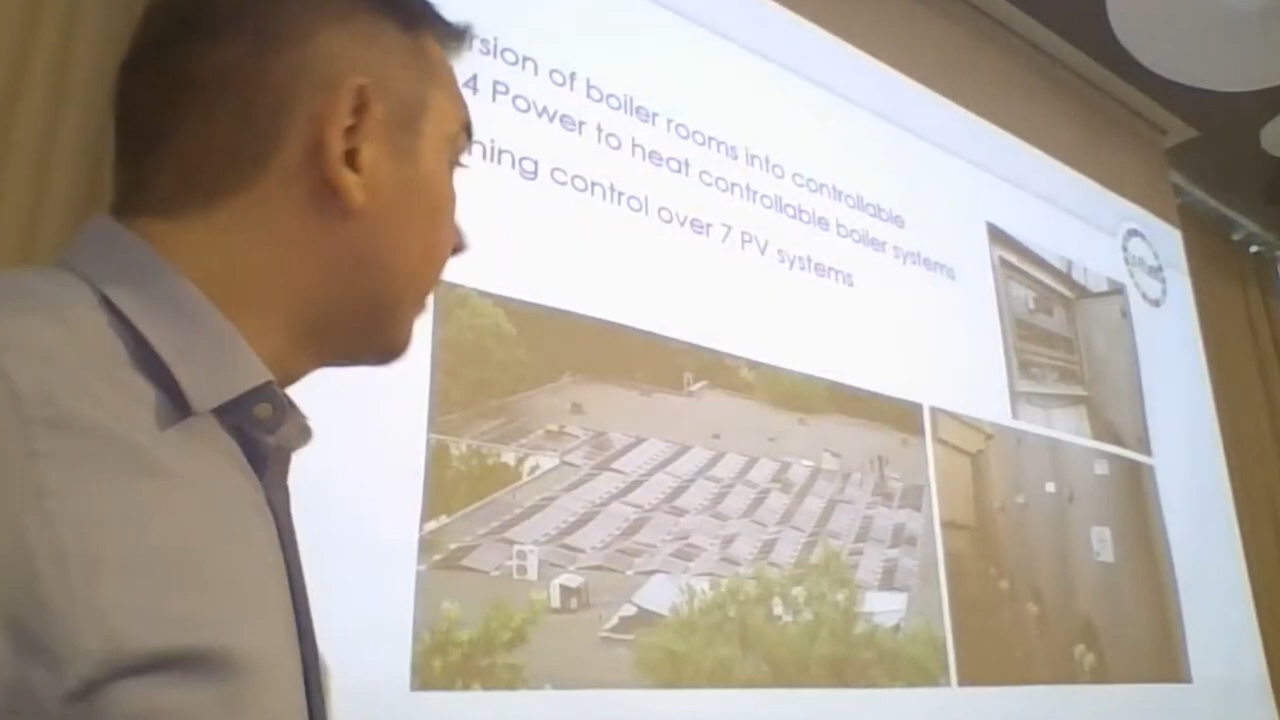 rsion of boiler rooms into controllable
4 Power to heat controllable boiler systems
ning control over 7 PV systems